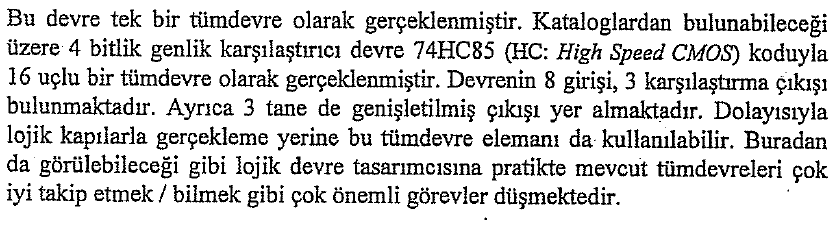 Bu devre tek bir tümdevre olarak gerçeklenmiştir. Kataloglardan bulunabileceği
üzere 4 bitlik genlik karşılaştırıcı devre 74HC85 (HC: High Speed CMOS) koduyla
16 uçlu bir tümdevre olarak gerçeklenmiştir. Devrenin 8 girişi, 3 karşılaştırma çıkışı
bulunmaktadır. Ayrıca 3 tane de genişletilmiş çıkışı yer almaktadır. Dolayısıyla
lojik kapılarla gerçekleme yerine bu tümdevre elemanı da kullanılabilir. Buradan
da görülebileceği gibi lojik devre tasarımcısına pratikte mevcut tümdevreleri çok
iyi takip etmek / bilmek gibi çok önemli görevler düşmektedir.